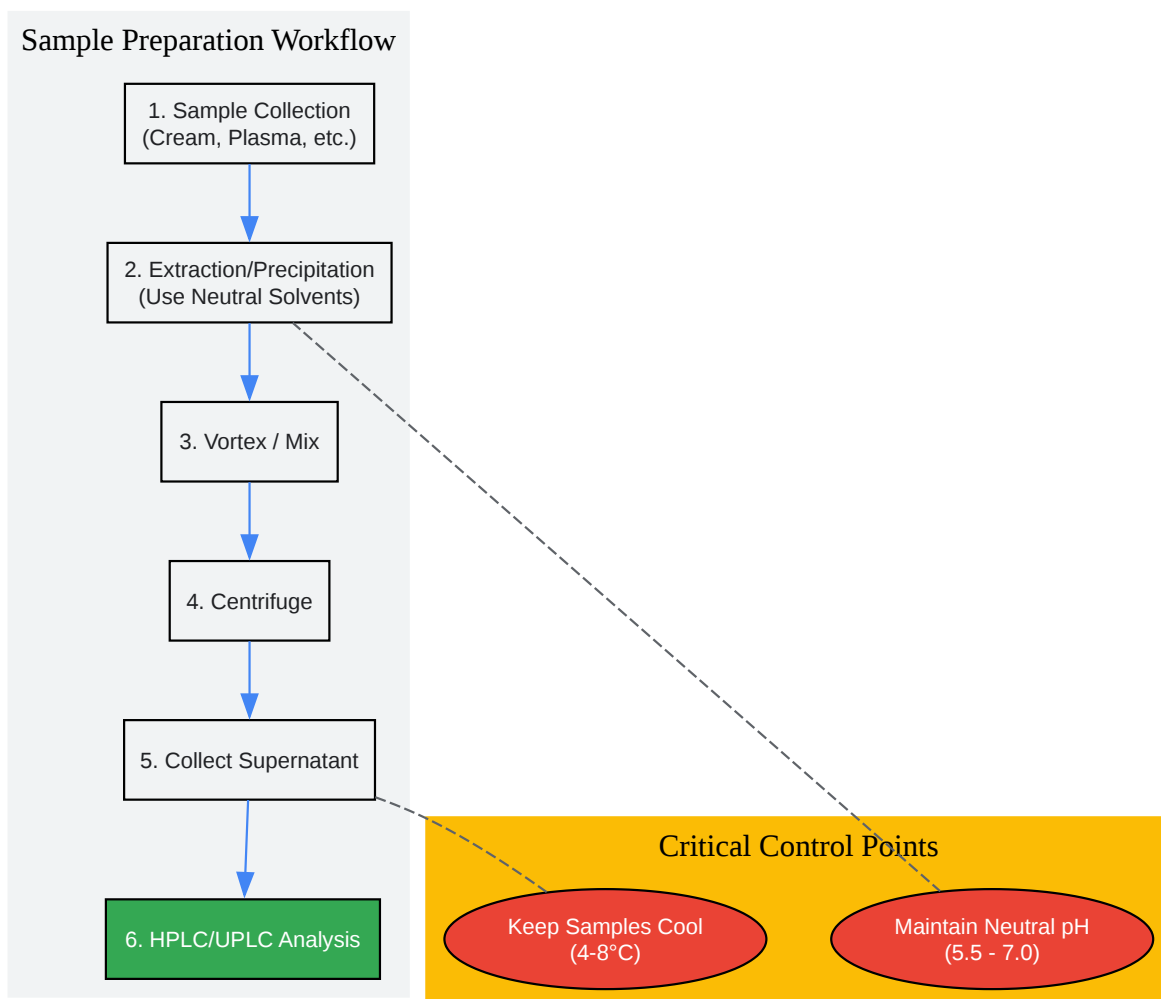 Sample Preparation Workflow
1. Sample Collection
(Cream, Plasma, etc.)
2. Extraction/Precipitation
(Use Neutral Solvents)
3. Vortex / Mix
4. Centrifuge
5. Collect Supernatant
6. HPLC/UPLC Analysis
Critical Control Points
Keep Samples Cool
(4-8°C)
Maintain Neutral pH
(5.5 - 7.0)